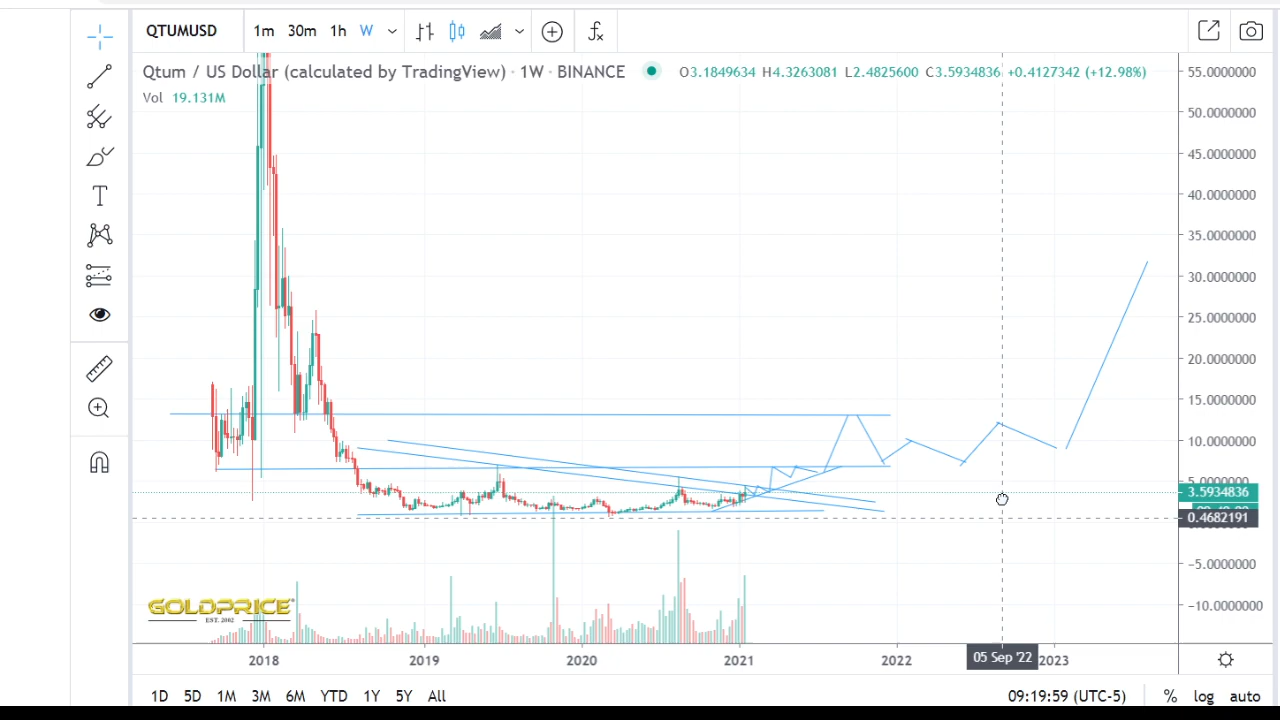 QTUMUSD 1m 30m 1h W
Qtum / US Dollar (calculated by TradingView) · 1W · BINANCE O3.1849634 H4.3263081 L2.4825600 C3.5934836 +0.4127342 (+12.98%)
Vol 19.131M
55.0000000
50.0000000
45.0000000
40.0000000
35.0000000
30.0000000
25.0000000
20.0000000
15.0000000
10.0000000
5.0000000
3.5934836
0.4682191
−5.0000000
−10.0000000
GOLDPRICE
EST. 2002
2018 2019 2020 2021 2022 05 Sep '22 2023
1D 5D 1M 3M 6M YTD 1Y 5Y All 09:19:59 (UTC-5) % log auto